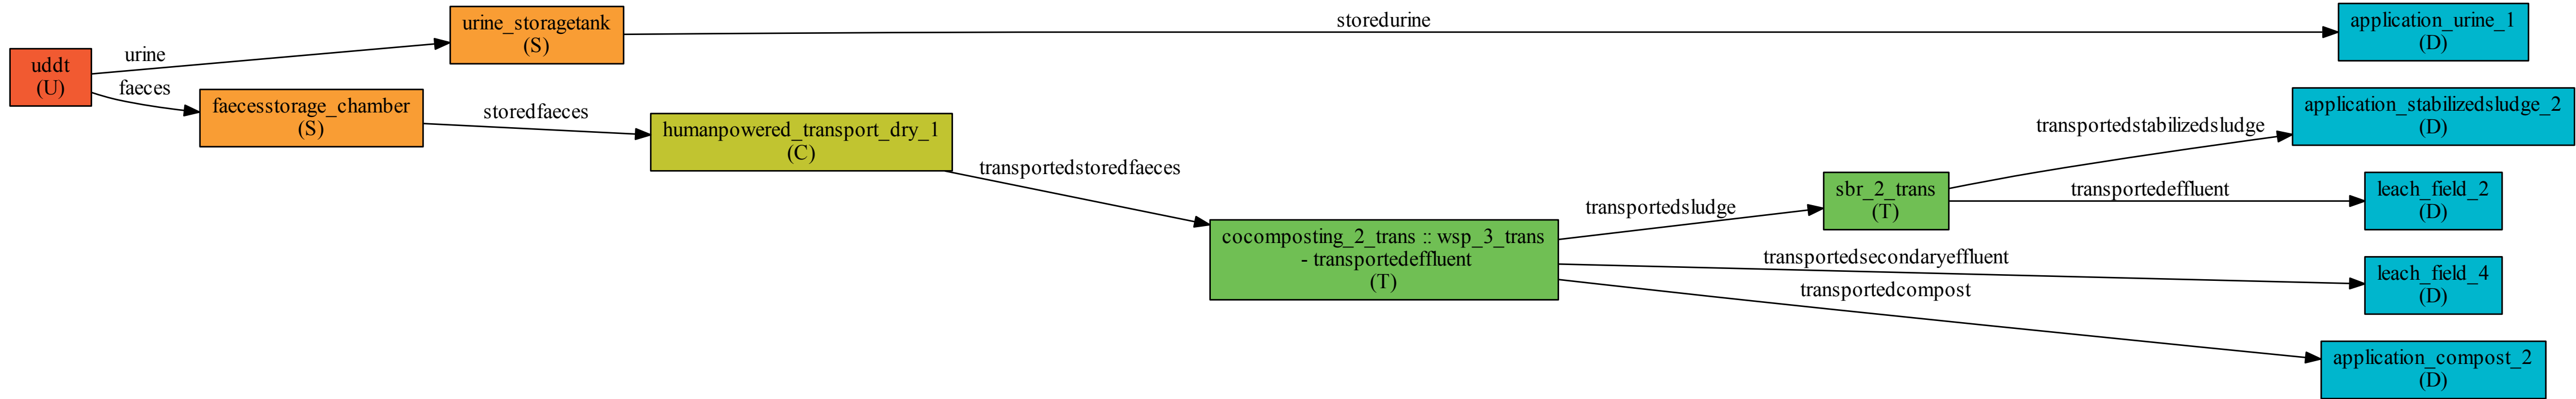 uddt
(U)
urine
faeces
urine_storagetank
(S)
faecesstorage_chamber
(S)
storedurine
storedfaeces
humanpowered_transport_dry_1
(C)
transportedstoredfaeces
cocomposting_2_trans :: wsp_3_trans
- transportedeffluent
(T)
transportedsludge
transportedsecondaryeffluent
transportedcompost
sbr_2_trans
(T)
transportedstabilizedsludge
transportedeffluent
application_urine_1
(D)
application_stabilizedsludge_2
(D)
leach_field_2
(D)
leach_field_4
(D)
application_compost_2
(D)